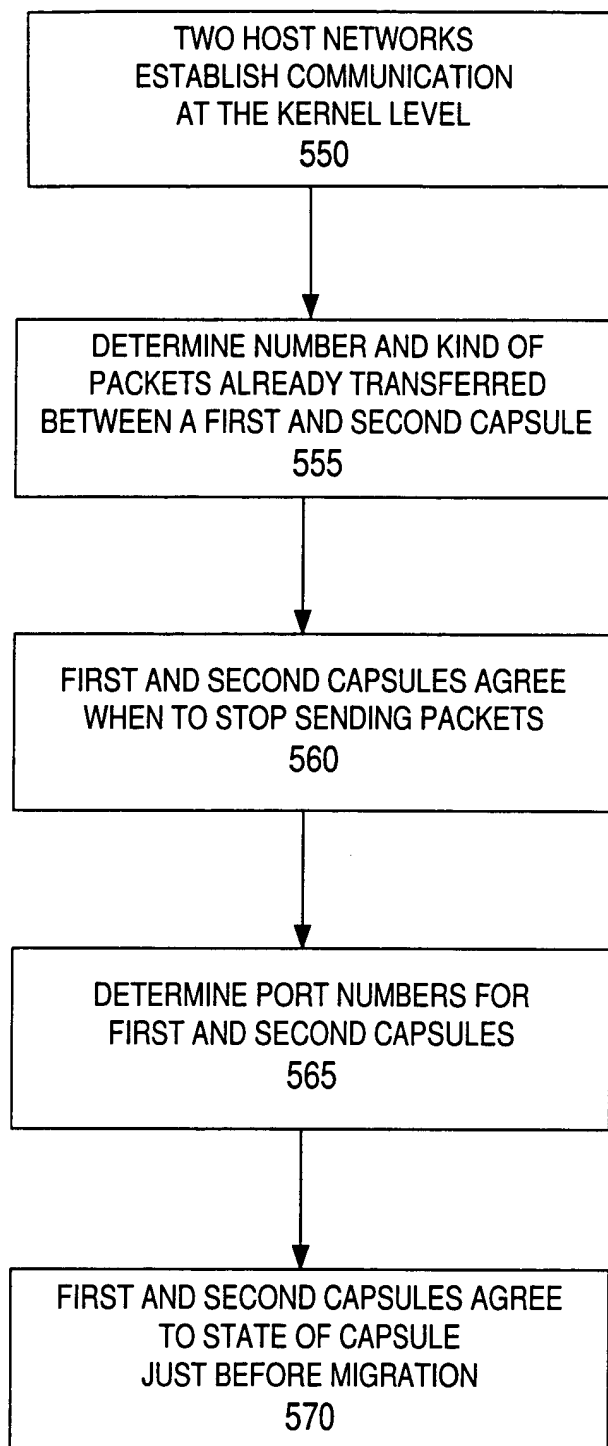 TWO HOST NETWORKS
ESTABLISH COMMUNICATION
AT THE KERNEL LEVEL
550
DETERMINE NUMBER AND KIND OF
PACKETS ALREADY TRANSFERRED
BETWEEN A FIRST AND SECOND CAPSULE
555
FIRST AND SECOND CAPSULES AGREE
WHEN TO STOP SENDING PACKETS
560
DETERMINE PORT NUMBERS FOR
FIRST AND SECOND CAPSULES
565
FIRST AND SECOND CAPSULES AGREE
TO STATE OF CAPSULE
JUST BEFORE MIGRATION
570